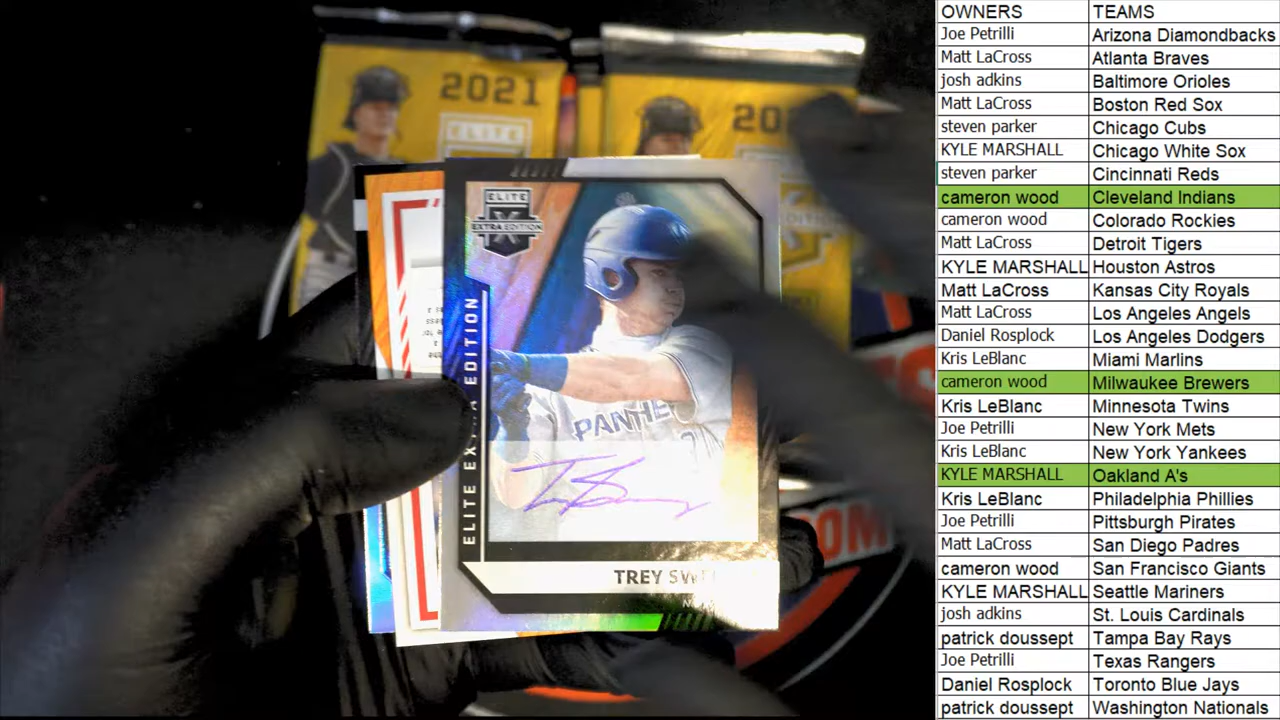 2021
ELITE
20
ELITE
X
EXTRA EDITION
ELITE EXTRA EDITION
PANTHE
TREY SW
OWNERS TEAMS
Joe Petrilli Arizona Diamondbacks
Matt LaCross Atlanta Braves
josh adkins Baltimore Orioles
Matt LaCross Boston Red Sox
steven parker Chicago Cubs
KYLE MARSHALL Chicago White Sox
steven parker Cincinnati Reds
cameron wood Cleveland Indians
cameron wood Colorado Rockies
Matt LaCross Detroit Tigers
KYLE MARSHALL Houston Astros
Matt LaCross Kansas City Royals
Matt LaCross Los Angeles Angels
Daniel Rosplock Los Angeles Dodgers
Kris LeBlanc Miami Marlins
cameron wood Milwaukee Brewers
Kris LeBlanc Minnesota Twins
Joe Petrilli New York Mets
Kris LeBlanc New York Yankees
KYLE MARSHALL Oakland A's
Kris LeBlanc Philadelphia Phillies
Joe Petrilli Pittsburgh Pirates
Matt LaCross San Diego Padres
cameron wood San Francisco Giants
KYLE MARSHALL Seattle Mariners
josh adkins St. Louis Cardinals
patrick doussept Tampa Bay Rays
Joe Petrilli Texas Rangers
Daniel Rosplock Toronto Blue Jays
patrick doussept Washington Nationals